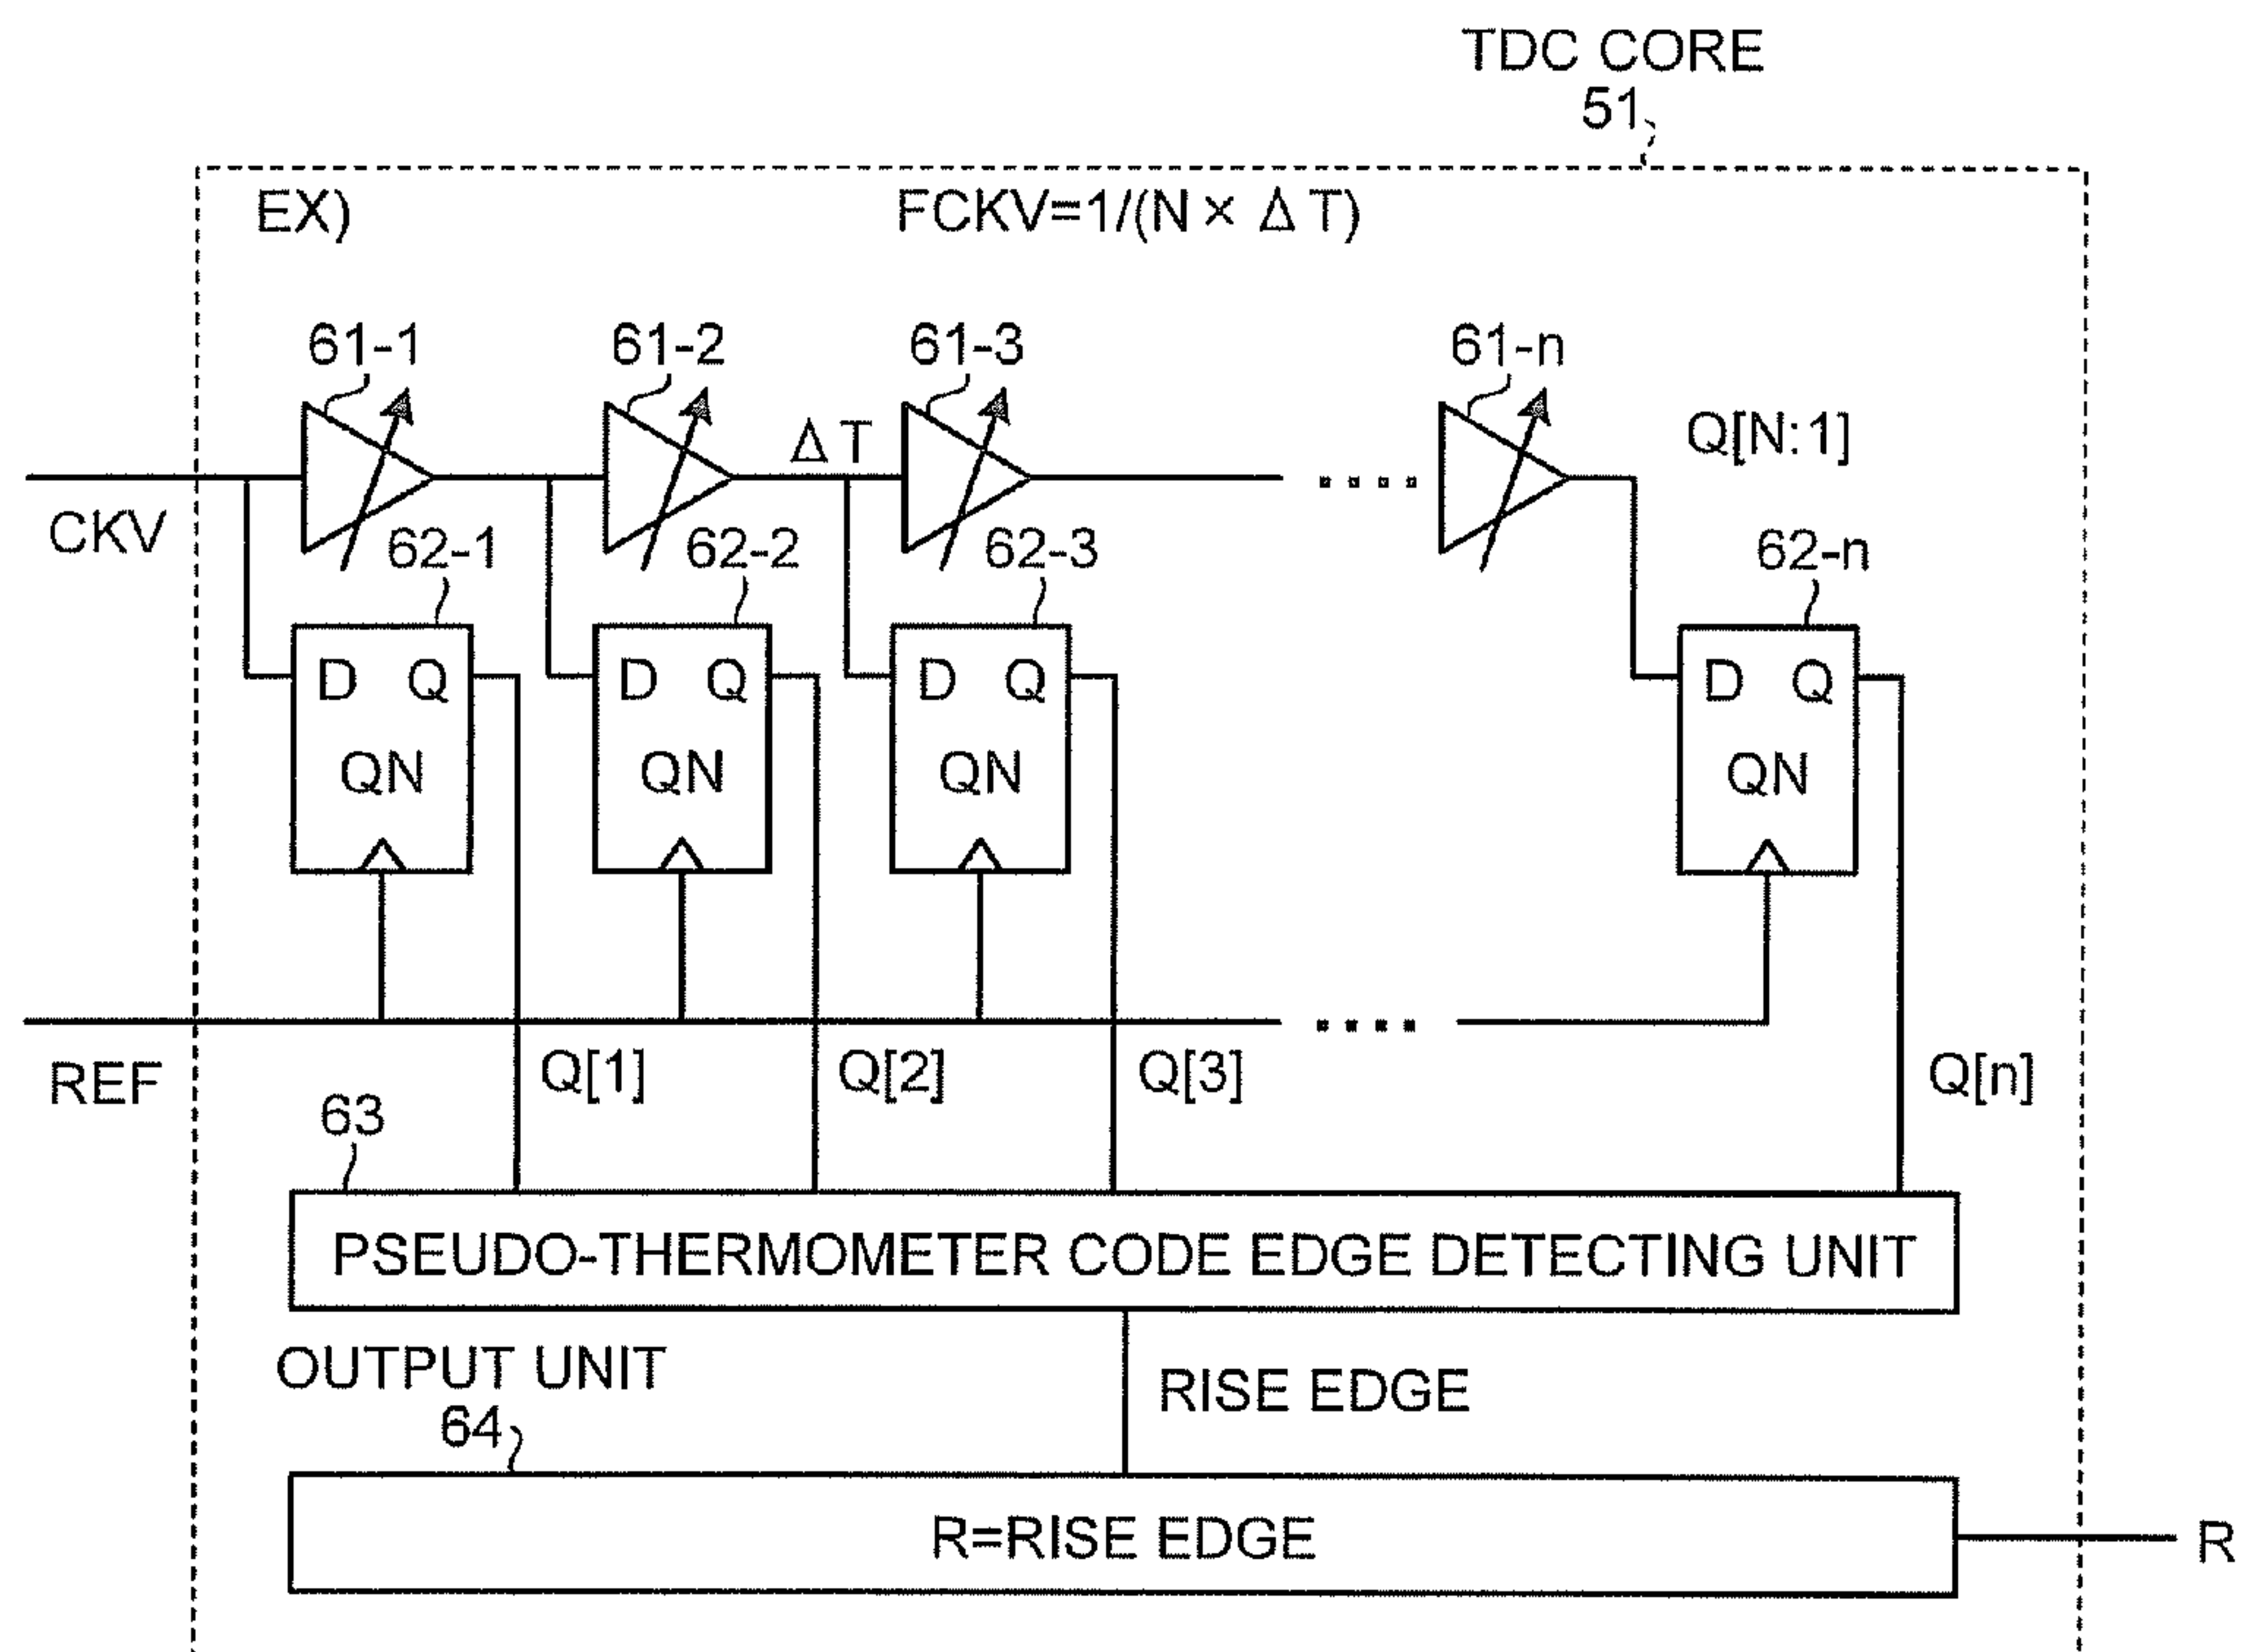 TDC CORE
51
EX)
FCKV=1/(N × ΔT)
61-1
61-2
61-3
61-n
ΔT
Q[N:1]
CKV
62-1
62-2
62-3
62-n
D Q
QN
D Q
QN
D Q
QN
D Q
QN
REF
Q[1]
Q[2]
Q[3]
Q[n]
63
PSEUDO-THERMOMETER CODE EDGE DETECTING UNIT
OUTPUT UNIT
64
RISE EDGE
R=RISE EDGE
R